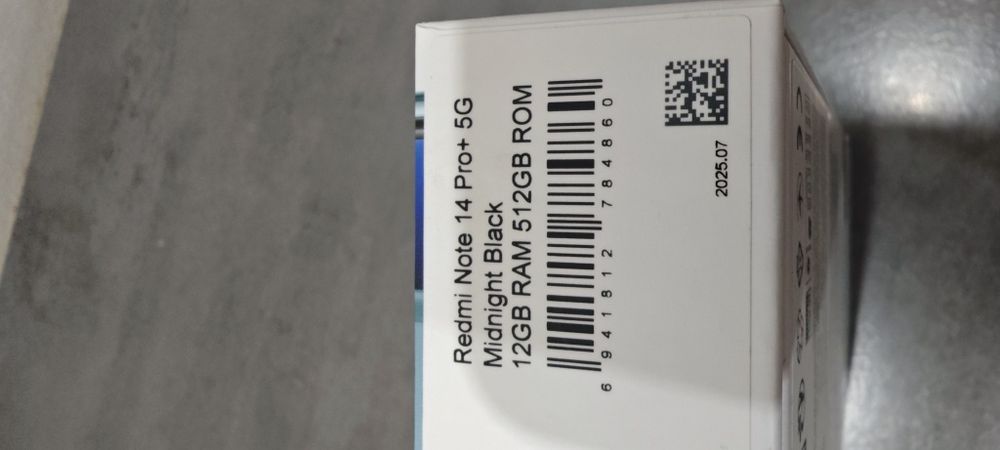 Redmi Note 14 Pro+ 5G
Midnight Black
12GB RAM 512GB ROM
6 941812 784860
2025.07